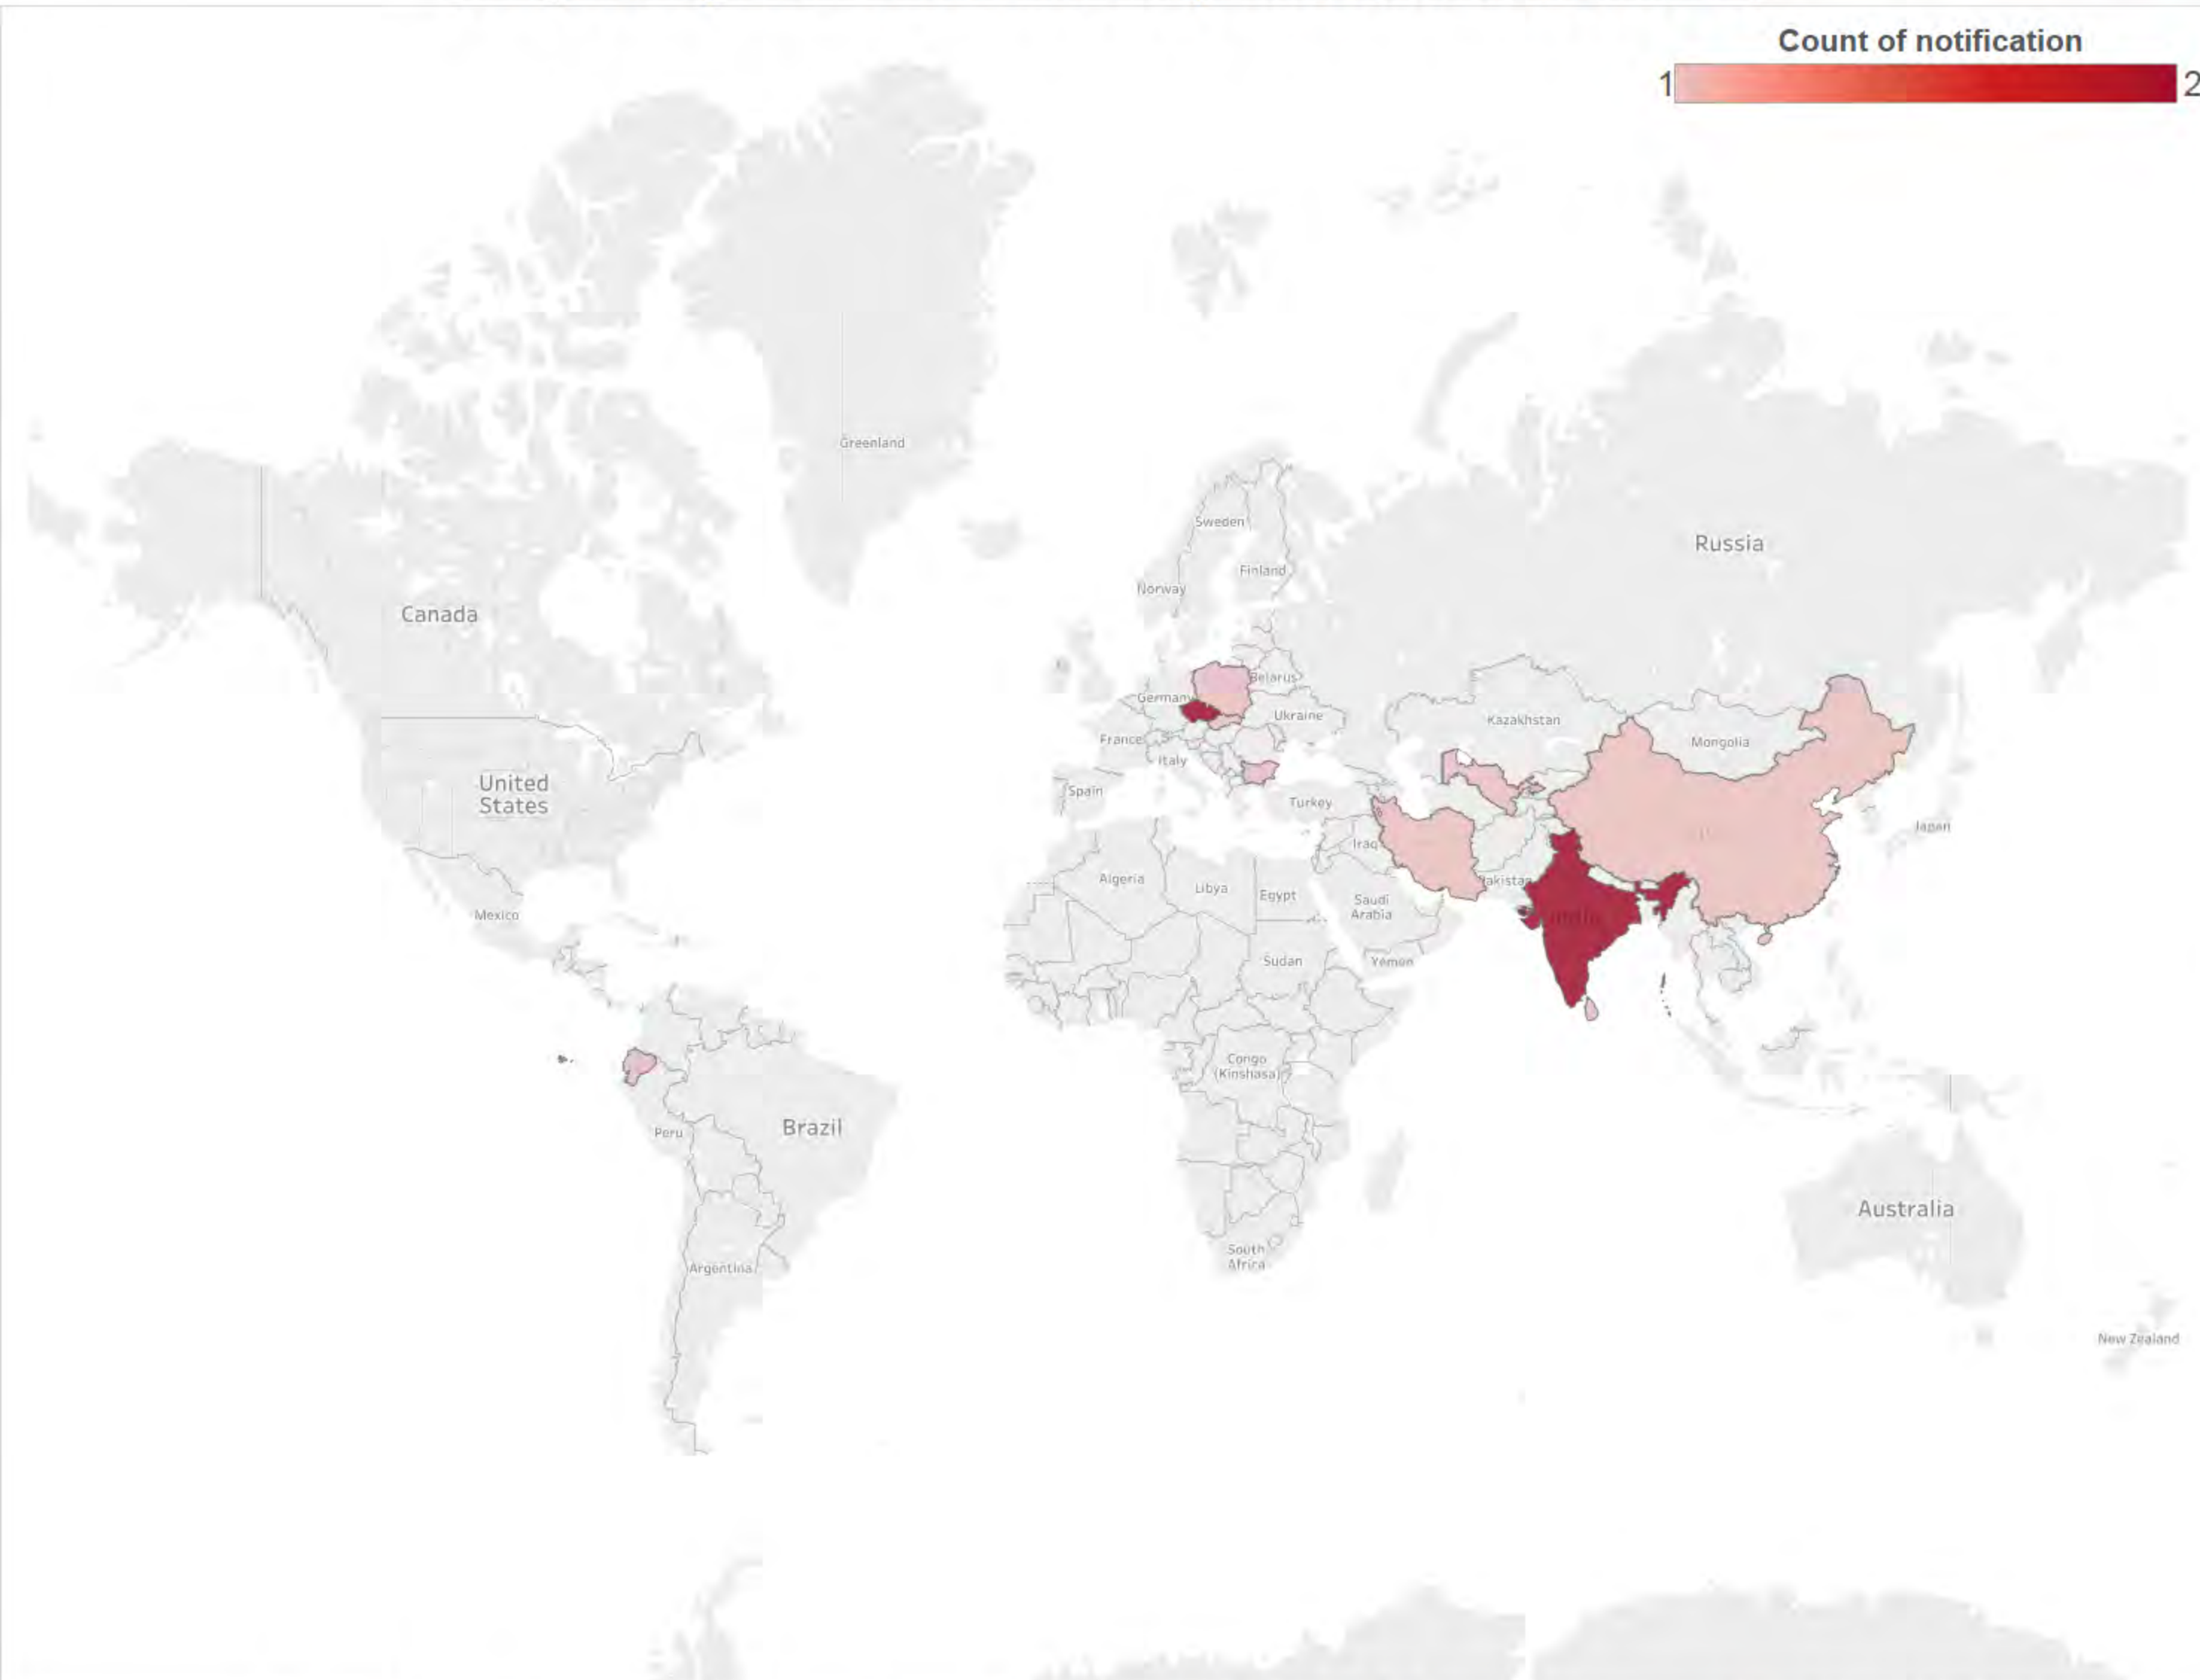 Count of notification
1 2
Greenland
Sweden
Russia
Finland
Norway
Canada
Belarus
Germany
Ukraine
Kazakhstan
France
Mongolia
Italy
United
States
Spain
Turkey
Japan
Iraq
Algeria
Pakistan
Libya
Egypt
Saudi
Arabia
Mexico
India
Sudan
Yemen
Congo
(Kinshasa)
Brazil
Peru
Australia
South
Africa
Argentina
New Zealand